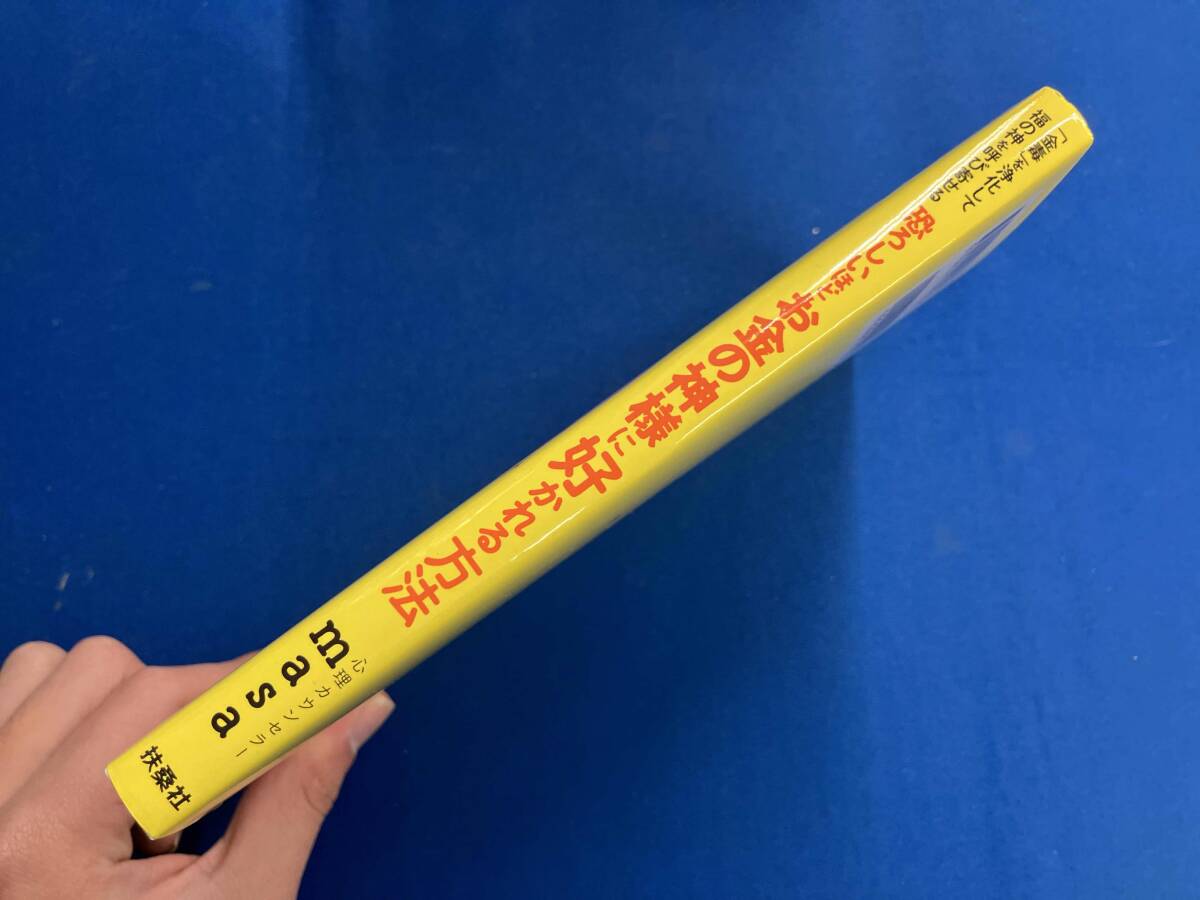 「金毒」を浄化して
福の神を呼び寄せる
恐ろしいほどお金の神様に好かれる方法
心理カウンセラー
masa
扶桑社